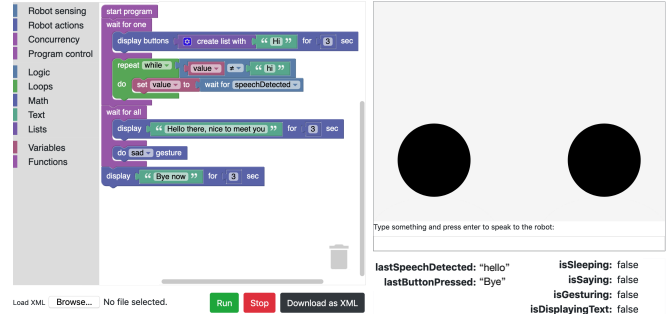 Robot sensing
Robot actions
Concurrency
Program control
Logic
Loops
Math
Text
Lists
Variables
Functions
start program
wait for one
display buttons create list with “ Hi ” for 3 sec
repeat while value ≠ “ hi ”
do set value to wait for speechDetected
wait for all
display “ Hello there, nice to meet you ” for 3 sec
do sad gesture
display “ Bye now ” for 3 sec
Load XML Browse... No file selected.
Run Stop Download as XML
Type something and press enter to speak to the robot:
lastSpeechDetected: “hello”
lastButtonPressed: “Bye”
isSleeping: false
isSaying: false
isGesturing: false
isDisplayingText: false